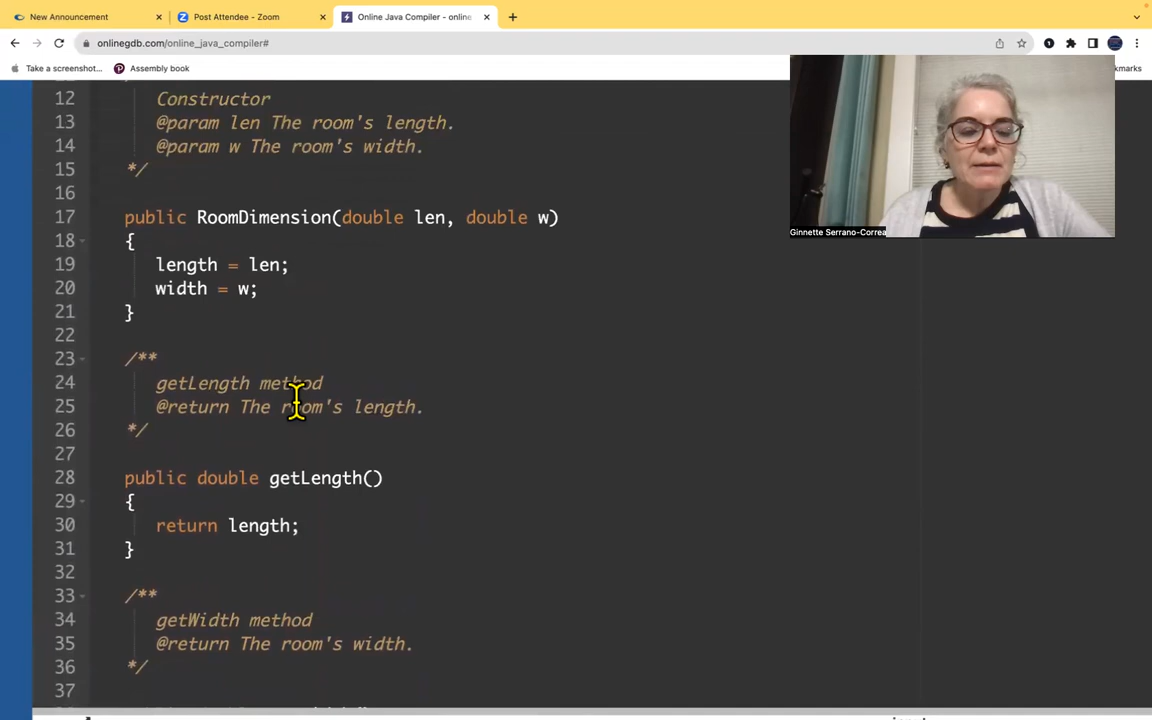 New Announcement
Post Attendee - Zoom
Online Java Compiler - online
onlinegdb.com/online_java_compiler#
Take a screenshot...
Assembly book
kmarks
12 Constructor
13 @param len The room's length.
14 @param w The room's width.
15 */
16
17 public RoomDimension(double len, double w)
18 {
19 length = len;
20 width = w;
21 }
22
23 /**
24 getLength method
25 @return The room's length.
26 */
27
28 public double getLength()
29 {
30 return length;
31 }
32
33 /**
34 getWidth method
35 @return The room's width.
36 */
37
Ginnette Serrano-Correa